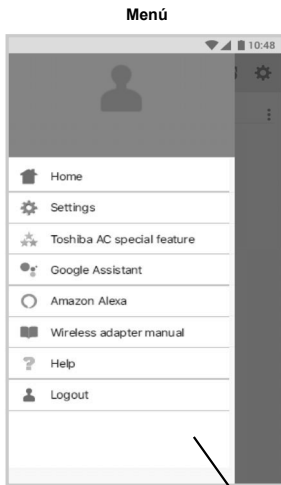 Menú
10:48
Home
Settings
Toshiba AC special feature
Google Assistant
Amazon Alexa
Wireless adapter manual
Help
Logout